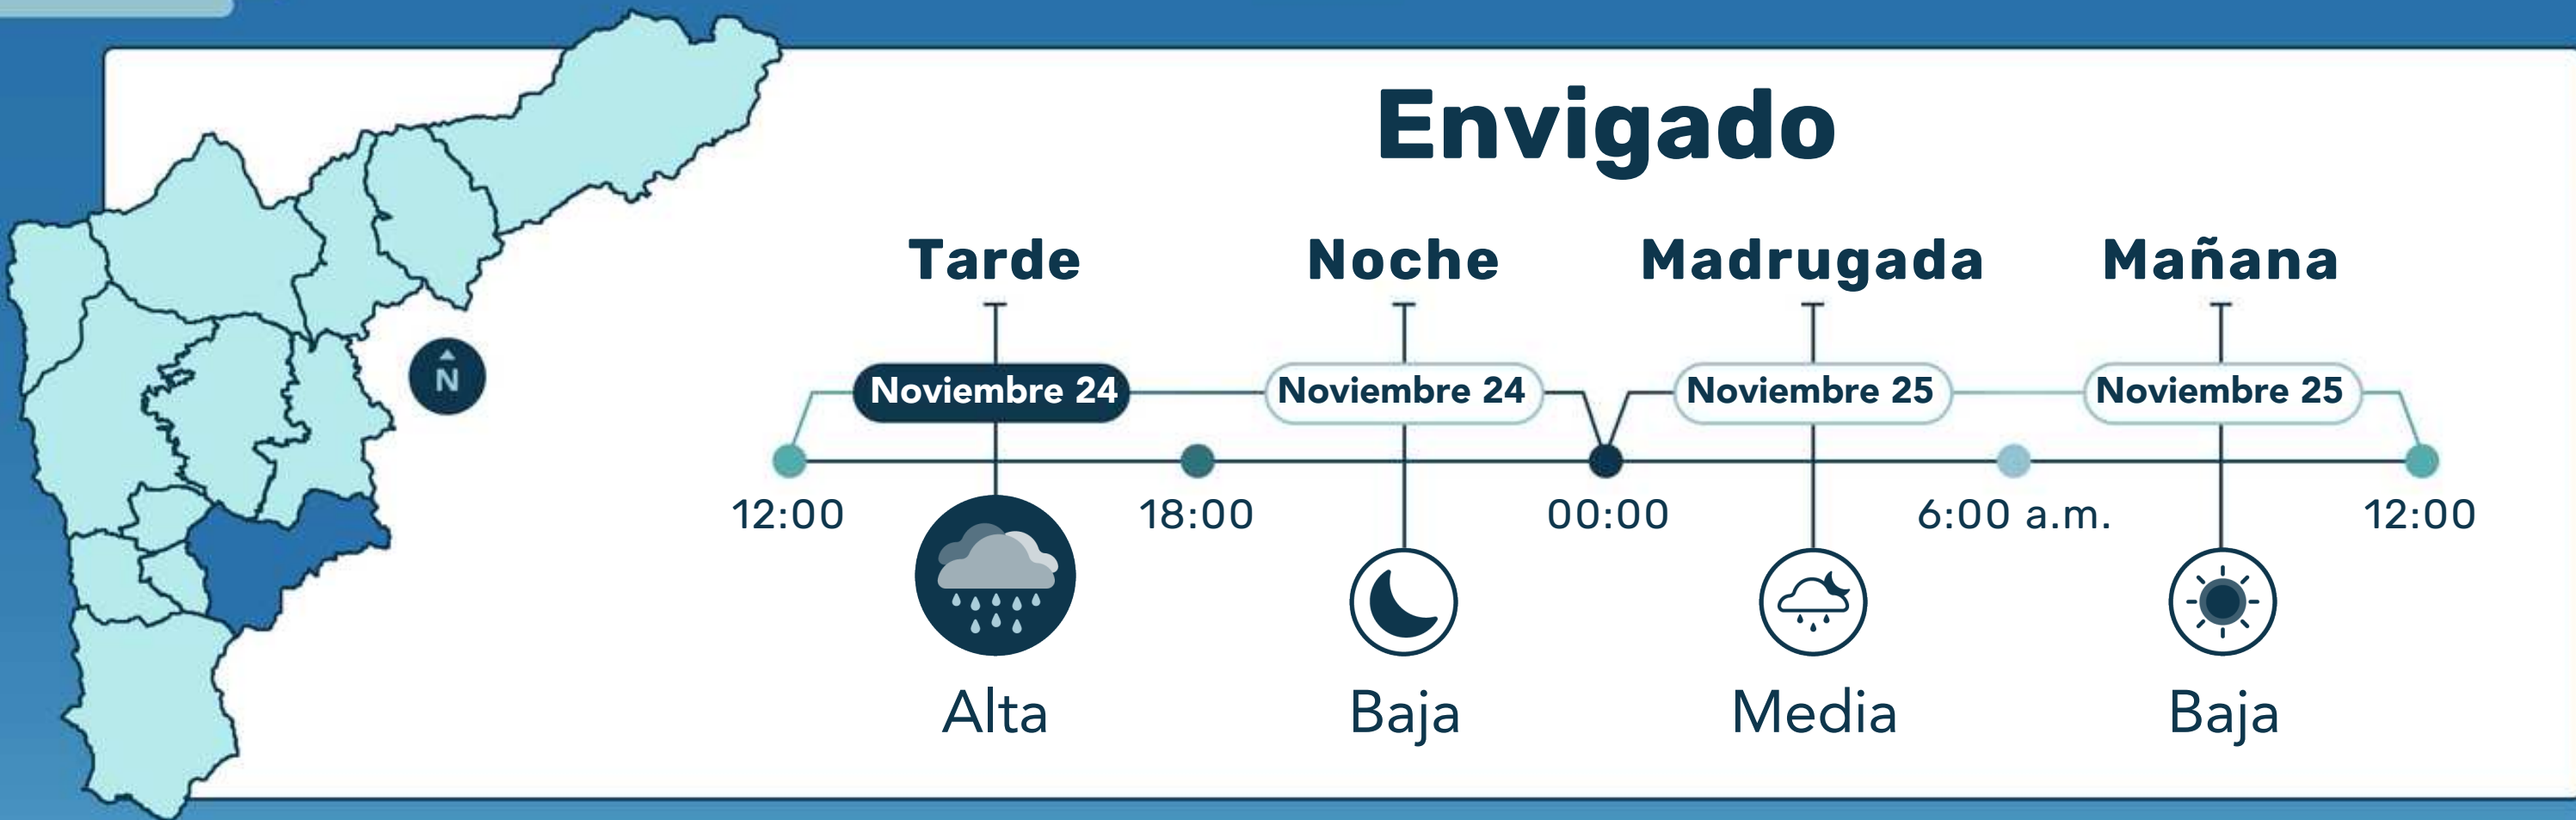 Envigado
Tarde Noche Madrugada Mañana
Noviembre 24 Noviembre 24 Noviembre 25 Noviembre 25
N
12:00 18:00 00:00 6:00 a.m. 12:00
Alta Baja Media Baja